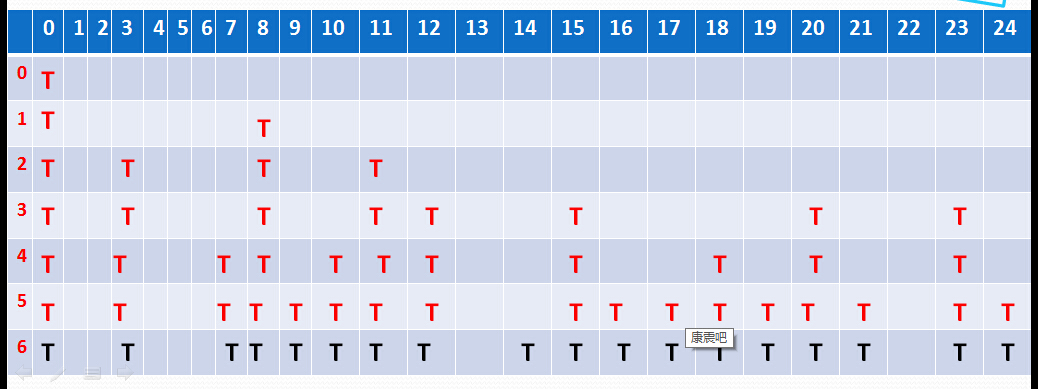 0 1 2 3 4 5 6 7 8 9 10 11 12 13 14 15 16 17 18 19 20 21 22 23 24
0 T
1 T T
2 T T T T
3 T T T T T T T T
4 T T T T T T T T T T T
5 T T T T T T T T T T T T T T T T T
康震吧
6 T T T T T T T T T T T T T T T T T T